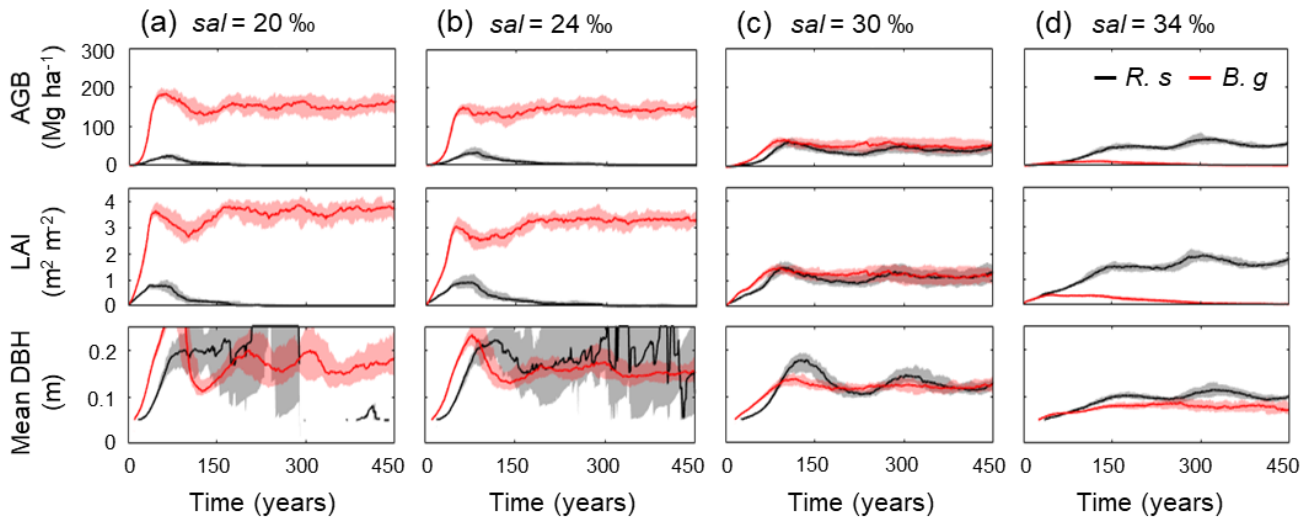 (a) sal = 20 ‰ (b) sal = 24 ‰ (c) sal = 30 ‰ (d) sal = 34 ‰
AGB
(Mg ha-1)
300
200
100
0
R. s B. g
LAI
(m2 m-2)
4
3
2
1
0
Mean DBH
(m)
0.2
0.1
0
0 150 300 450 0 150 300 450 0 150 300 450 0 150 300 450
Time (years) Time (years) Time (years) Time (years)